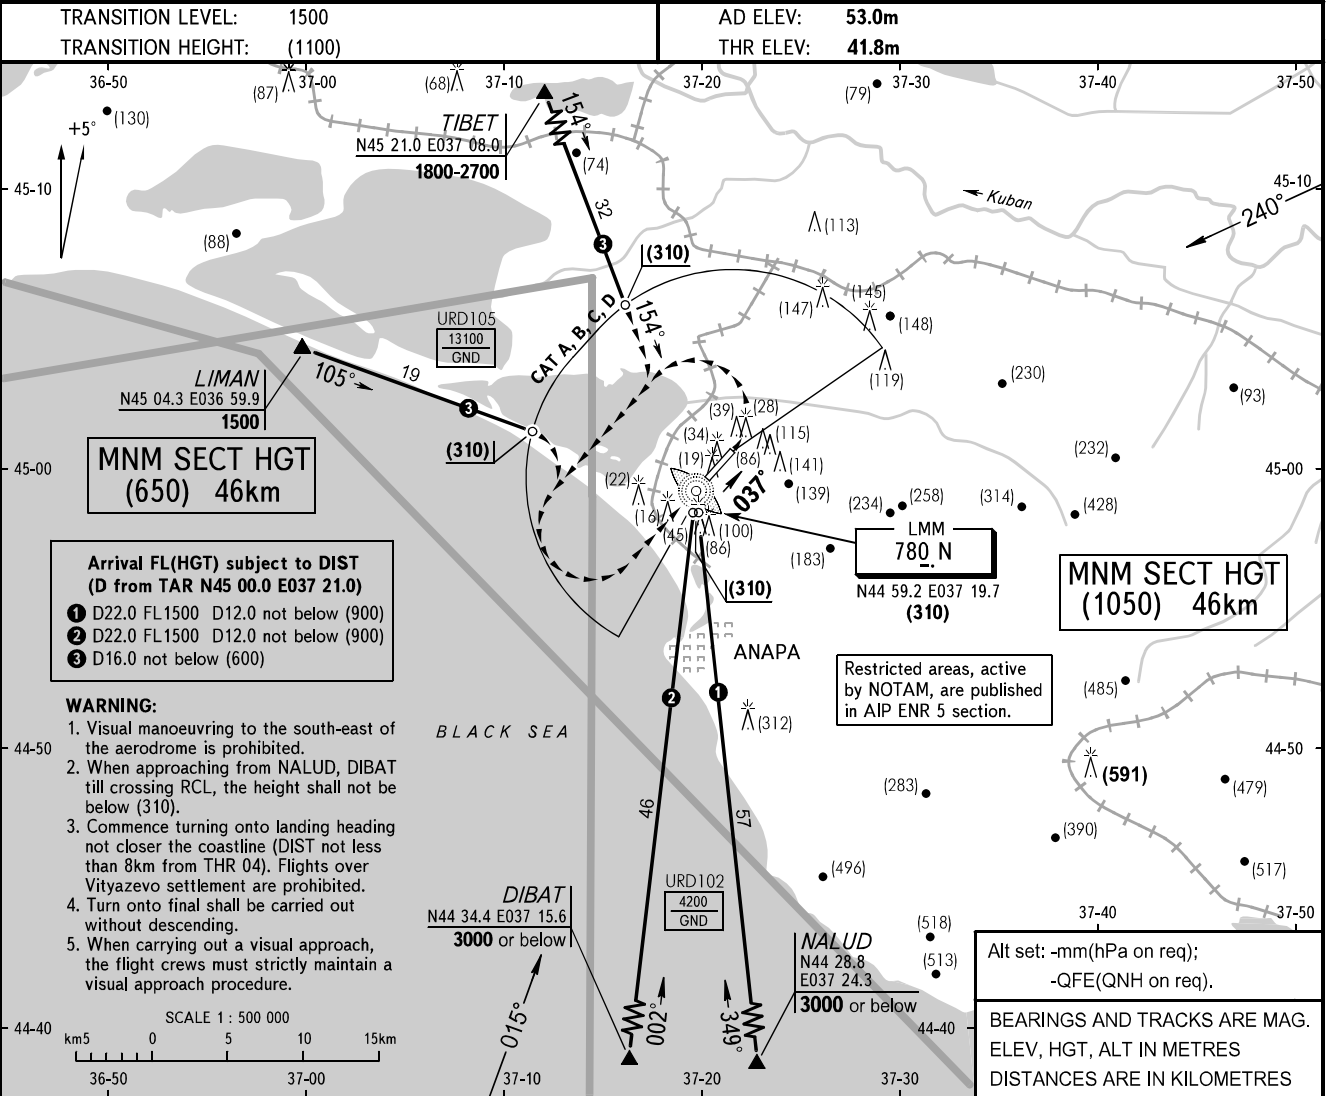 TRANSITION LEVEL: 1500
TRANSITION HEIGHT: (1100)
AD ELEV: 53.0m
THR ELEV: 41.8m
36-50
37-00
37-10
37-20
37-30
37-40
37-50
(87)
(68)
(79)
(130)
+5°
TIBET
N45 21.0 E037 08.0
1800-2700
154°
(74)
45-10
45-10
Kuban
240°
(88)
32
3
(113)
(310)
(147)
(145)
(148)
URD105
13100
GND
CAT A, B, C, D
154°
(119)
105°
19
LIMAN
N45 04.3 E036 59.9
1500
3
(230)
(93)
(39)
(28)
(34)
(115)
(19)
(86)
(141)
(310)
(232)
MNM SECT HGT
(650) 46km
45-00
45-00
(22)
037°
(139)
(16)
(45)
(100)
(86)
(234)
(258)
(314)
(428)
LMM
780 N
N44 59.2 E037 19.7
(310)
(183)
(310)
MNM SECT HGT
(1050) 46km
Arrival FL(HGT) subject to DIST
(D from TAR N45 00.0 E037 21.0)
1 D22.0 FL1500 D12.0 not below (900)
2 D22.0 FL1500 D12.0 not below (900)
3 D16.0 not below (600)
ANAPA
Restricted areas, active
by NOTAM, are published
in AIP ENR 5 section.
(485)
2
1
(312)
BLACK SEA
WARNING:
1. Visual manoeuvring to the south-east of
the aerodrome is prohibited.
2. When approaching from NALUD, DIBAT
till crossing RCL, the height shall not be
below (310).
3. Commence turning onto landing heading
not closer the coastline (DIST not less
than 8km from THR 04). Flights over
Vityazevo settlement are prohibited.
4. Turn onto final shall be carried out
without descending.
5. When carrying out a visual approach,
the flight crews must strictly maintain a
visual approach procedure.
44-50
44-50
(591)
(479)
(283)
46
57
(390)
(496)
(517)
URD102
4200
GND
DIBAT
N44 34.4 E037 15.6
3000 or below
37-40
37-50
(518)
(513)
NALUD
N44 28.8
E037 24.3
3000 or below
015°
002°
349°
SCALE 1 : 500 000
km5 0 5 10 15km
44-40
44-40
36-50
37-00
37-10
37-20
37-30
Alt set: -mm(hPa on req);
-QFE(QNH on req).
BEARINGS AND TRACKS ARE MAG.
ELEV, HGT, ALT IN METRES
DISTANCES ARE IN KILOMETRES